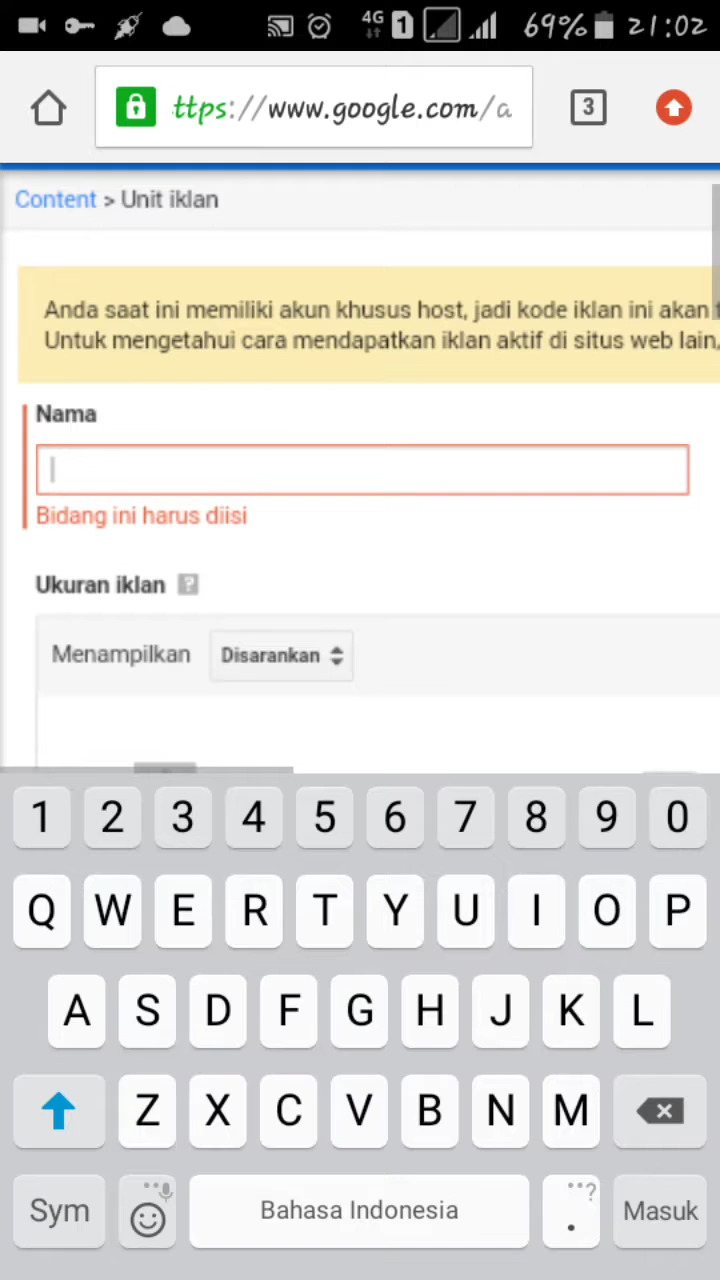 4G 1 69% 21:02
ttps://www.google.com/a 3
Content > Unit iklan
Anda saat ini memiliki akun khusus host, jadi kode iklan ini akan
Untuk mengetahui cara mendapatkan iklan aktif di situs web lain,
Nama
Bidang ini harus diisi
Ukuran iklan ?
Menampilkan Disarankan
1 2 3 4 5 6 7 8 9 0
Q W E R T Y U I O P
A S D F G H J K L
Z X C V B N M
Sym Bahasa Indonesia . ? Masuk